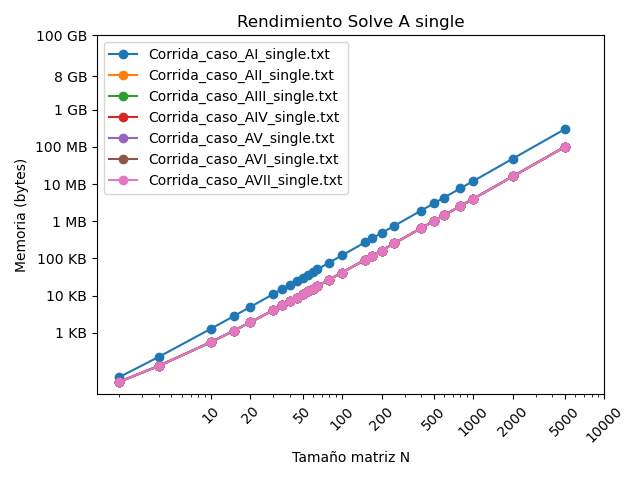 Rendimiento Solve A single
100 GB
8 GB
1 GB
100 MB
10 MB
1 MB
100 KB
10 KB
1 KB
Memoria (bytes)
Corrida_caso_AI_single.txt
Corrida_caso_AII_single.txt
Corrida_caso_AIII_single.txt
Corrida_caso_AIV_single.txt
Corrida_caso_AV_single.txt
Corrida_caso_AVI_single.txt
Corrida_caso_AVII_single.txt
10 20 50 100 200 500 1000 2000 5000 10000
Tamaño matriz N